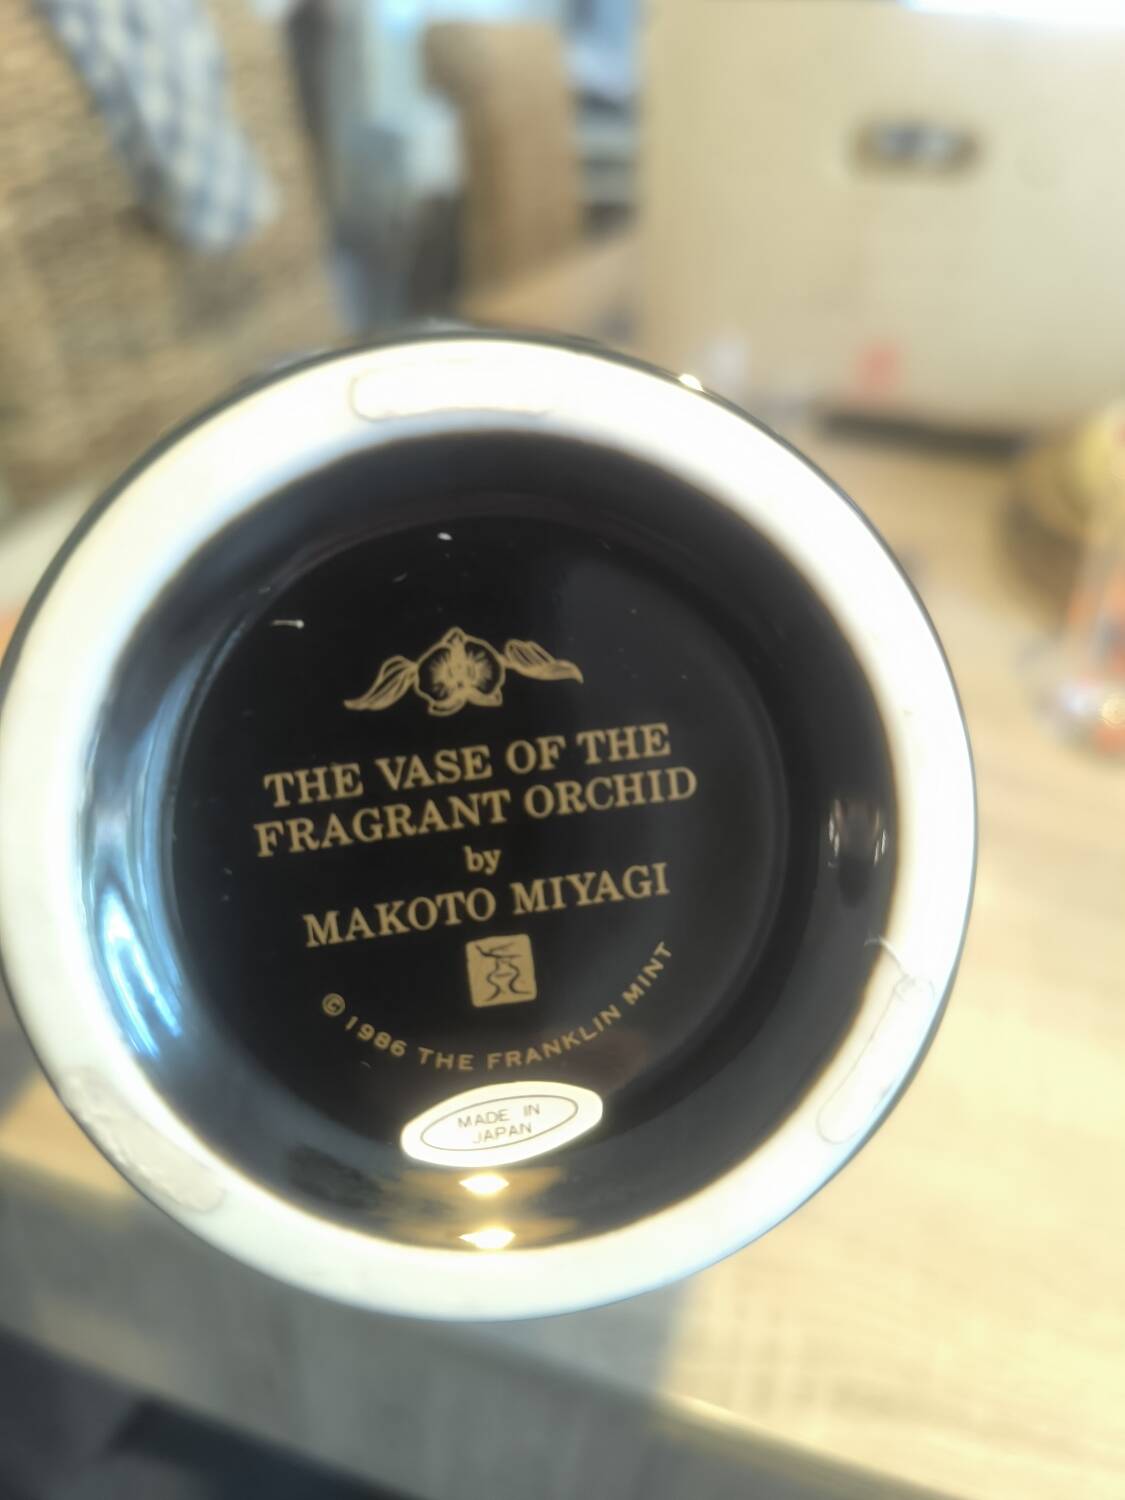 THE VASE OF THE
FRAGRANT ORCHID
by
MAKOTO MIYAGI
© 1986 THE FRANKLIN MINT
MADE IN
JAPAN